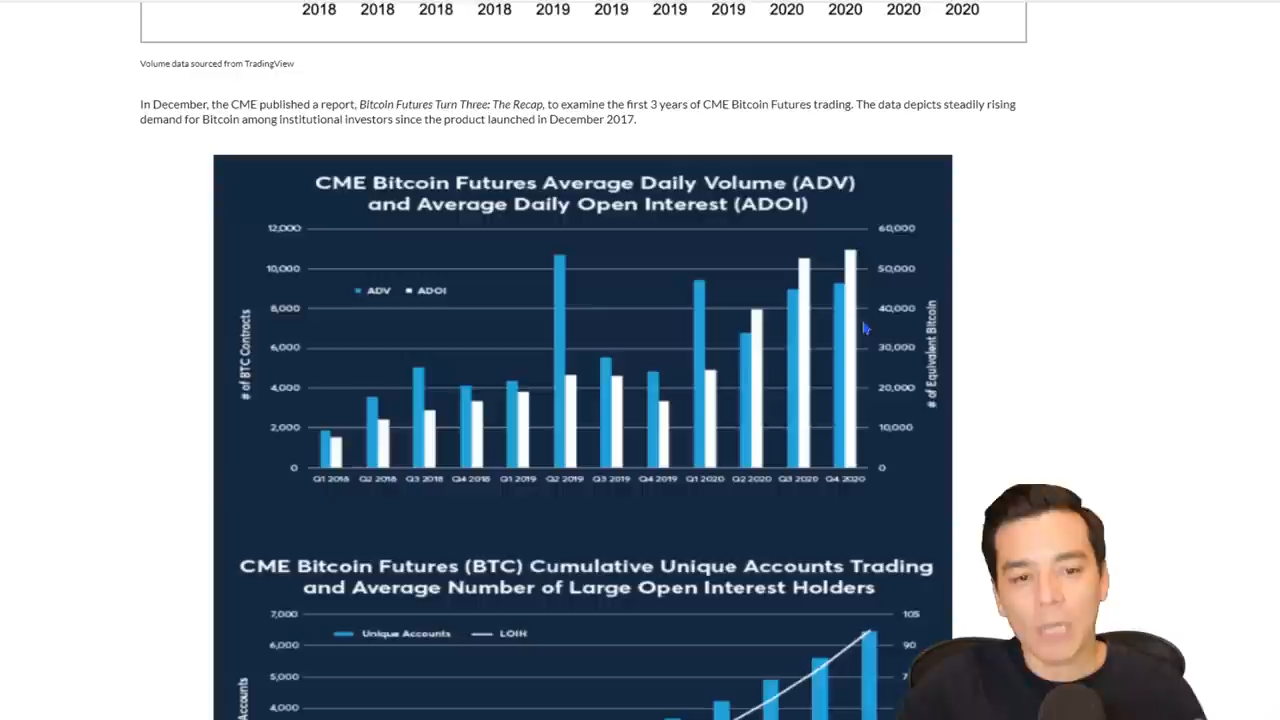 2018 2018 2018 2018 2019 2019 2019 2019 2020 2020 2020 2020
Volume data sourced from TradingView
In December, the CME published a report, Bitcoin Futures Turn Three: The Recap, to examine the first 3 years of CME Bitcoin Futures trading. The data depicts steadily rising
demand for Bitcoin among institutional investors since the product launched in December 2017.
CME Bitcoin Futures Average Daily Volume (ADV)
and Average Daily Open Interest (ADOI)
12,000 60,000
10,000 50,000
ADV ADOI
8,000 40,000
6,000 30,000
4,000 20,000
2,000 10,000
0 0
# of BTC Contracts
# of Equivalent Bitcoin
Q1 2018 Q2 2018 Q3 2018 Q4 2018 Q1 2019 Q2 2019 Q3 2019 Q4 2019 Q1 2020 Q2 2020 Q3 2020 Q4 2020
CME Bitcoin Futures (BTC) Cumulative Unique Accounts Trading
and Average Number of Large Open Interest Holders
7,000 105
Unique Accounts LOIH
6,000 90
5,000 7
4,000
Accounts